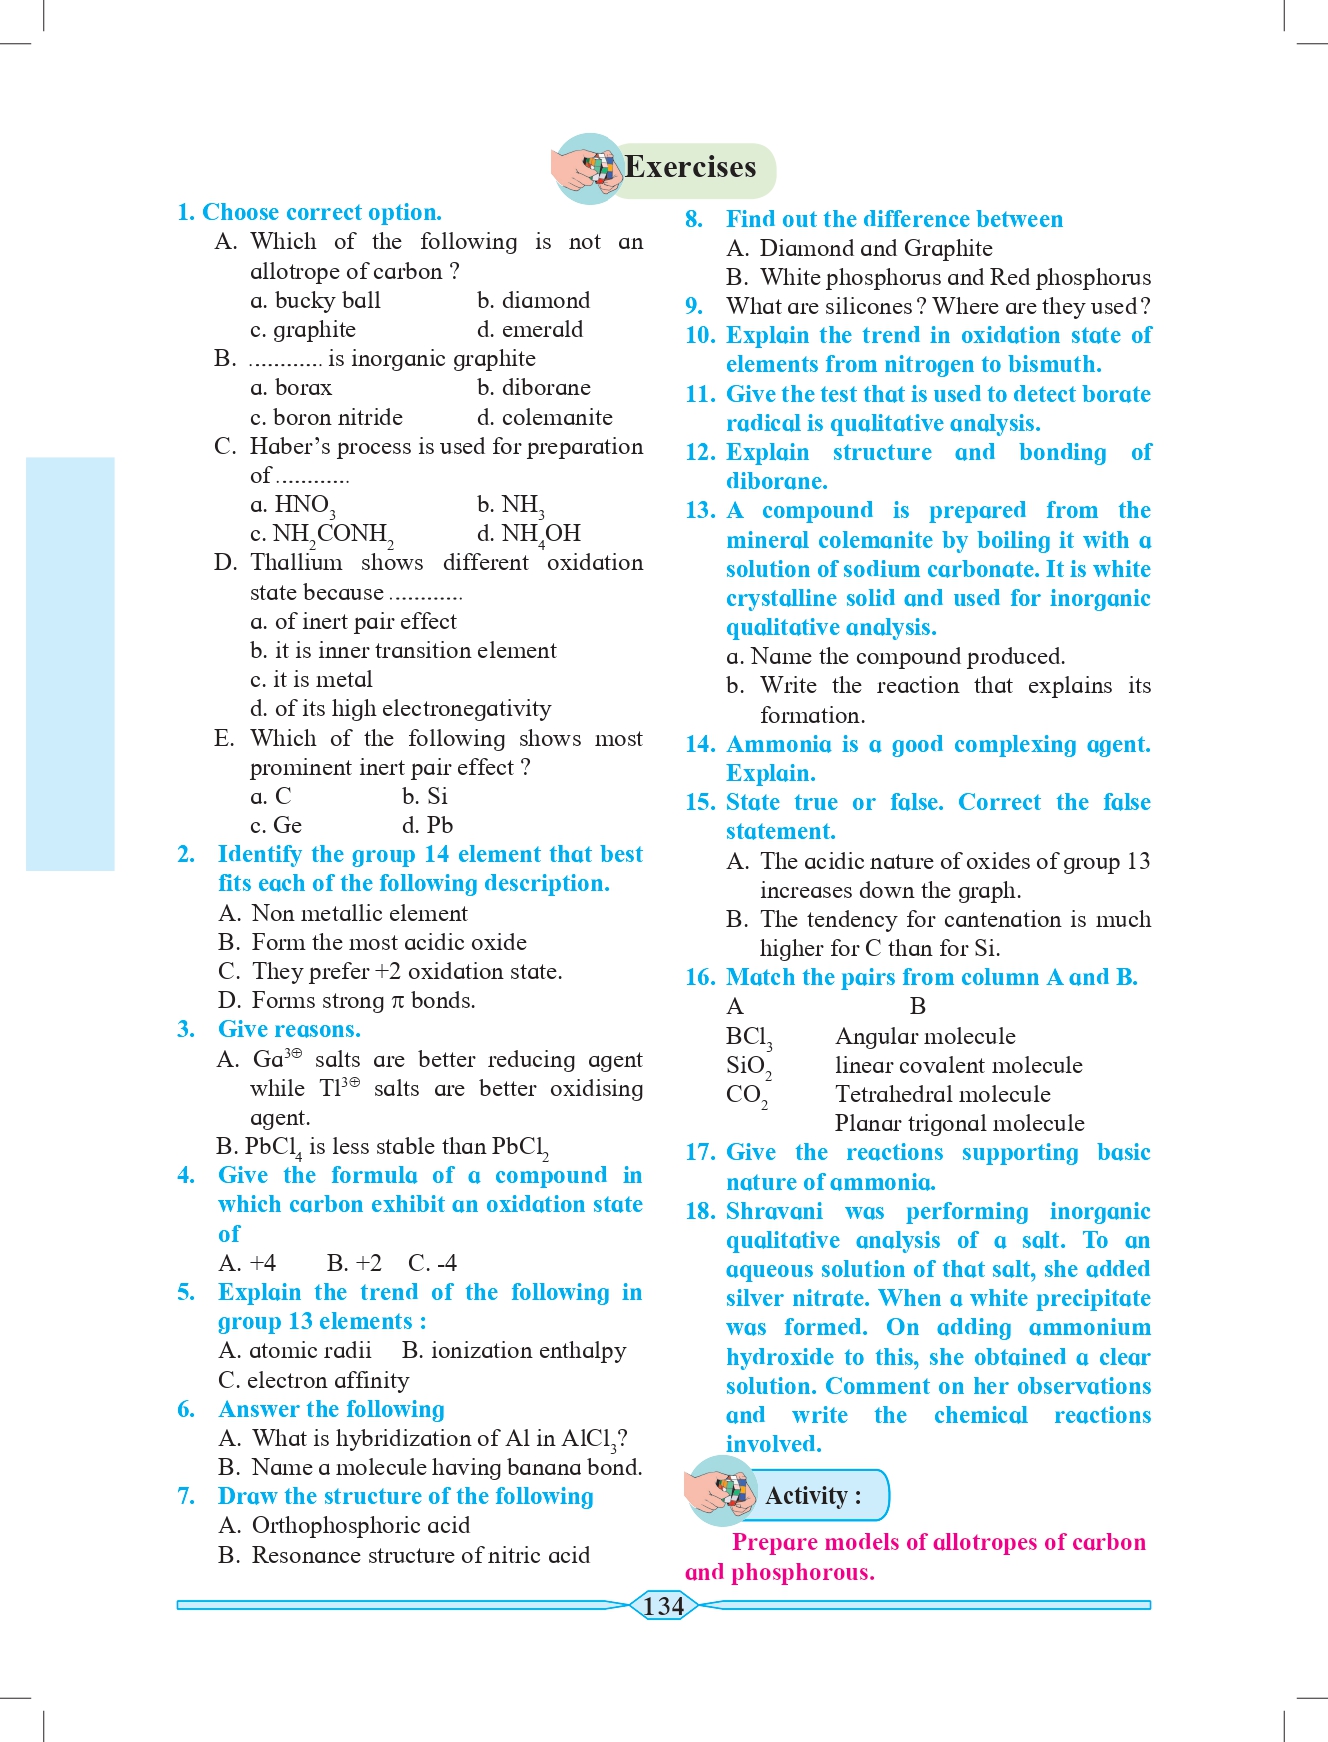 Exercises
1. Choose correct option.
A. Which of the following is not an
allotrope of carbon ?
a. bucky ball b. diamond
c. graphite d. emerald
B. ............ is inorganic graphite
a. borax b. diborane
c. boron nitride d. colemanite
C. Haber’s process is used for preparation
of ............
a. HNO₃ b. NH₃
c. NH₂CONH₂ d. NH₄OH
D. Thallium shows different oxidation
state because ............
a. of inert pair effect
b. it is inner transition element
c. it is metal
d. of its high electronegativity
E. Which of the following shows most
prominent inert pair effect ?
a. C b. Si
c. Ge d. Pb
2. Identify the group 14 element that best
fits each of the following description.
A. Non metallic element
B. Form the most acidic oxide
C. They prefer +2 oxidation state.
D. Forms strong π bonds.
3. Give reasons.
A. Ga³⊕ salts are better reducing agent
while Tl³⊕ salts are better oxidising
agent.
B. PbCl₄ is less stable than PbCl₂
4. Give the formula of a compound in
which carbon exhibit an oxidation state
of
A. +4 B. +2 C. -4
5. Explain the trend of the following in
group 13 elements :
A. atomic radii B. ionization enthalpy
C. electron affinity
6. Answer the following
A. What is hybridization of Al in AlCl₃?
B. Name a molecule having banana bond.
7. Draw the structure of the following
A. Orthophosphoric acid
B. Resonance structure of nitric acid
8. Find out the difference between
A. Diamond and Graphite
B. White phosphorus and Red phosphorus
9. What are silicones? Where are they used?
10. Explain the trend in oxidation state of
elements from nitrogen to bismuth.
11. Give the test that is used to detect borate
radical is qualitative analysis.
12. Explain structure and bonding of
diborane.
13. A compound is prepared from the
mineral colemanite by boiling it with a
solution of sodium carbonate. It is white
crystalline solid and used for inorganic
qualitative analysis.
a. Name the compound produced.
b. Write the reaction that explains its
formation.
14. Ammonia is a good complexing agent.
Explain.
15. State true or false. Correct the false
statement.
A. The acidic nature of oxides of group 13
increases down the graph.
B. The tendency for cantenation is much
higher for C than for Si.
16. Match the pairs from column A and B.
A B
BCl₃ Angular molecule
SiO₂ linear covalent molecule
CO₂ Tetrahedral molecule
Planar trigonal molecule
17. Give the reactions supporting basic
nature of ammonia.
18. Shravani was performing inorganic
qualitative analysis of a salt. To an
aqueous solution of that salt, she added
silver nitrate. When a white precipitate
was formed. On adding ammonium
hydroxide to this, she obtained a clear
solution. Comment on her observations
and write the chemical reactions
involved.
Activity :
Prepare models of allotropes of carbon
and phosphorous.
134